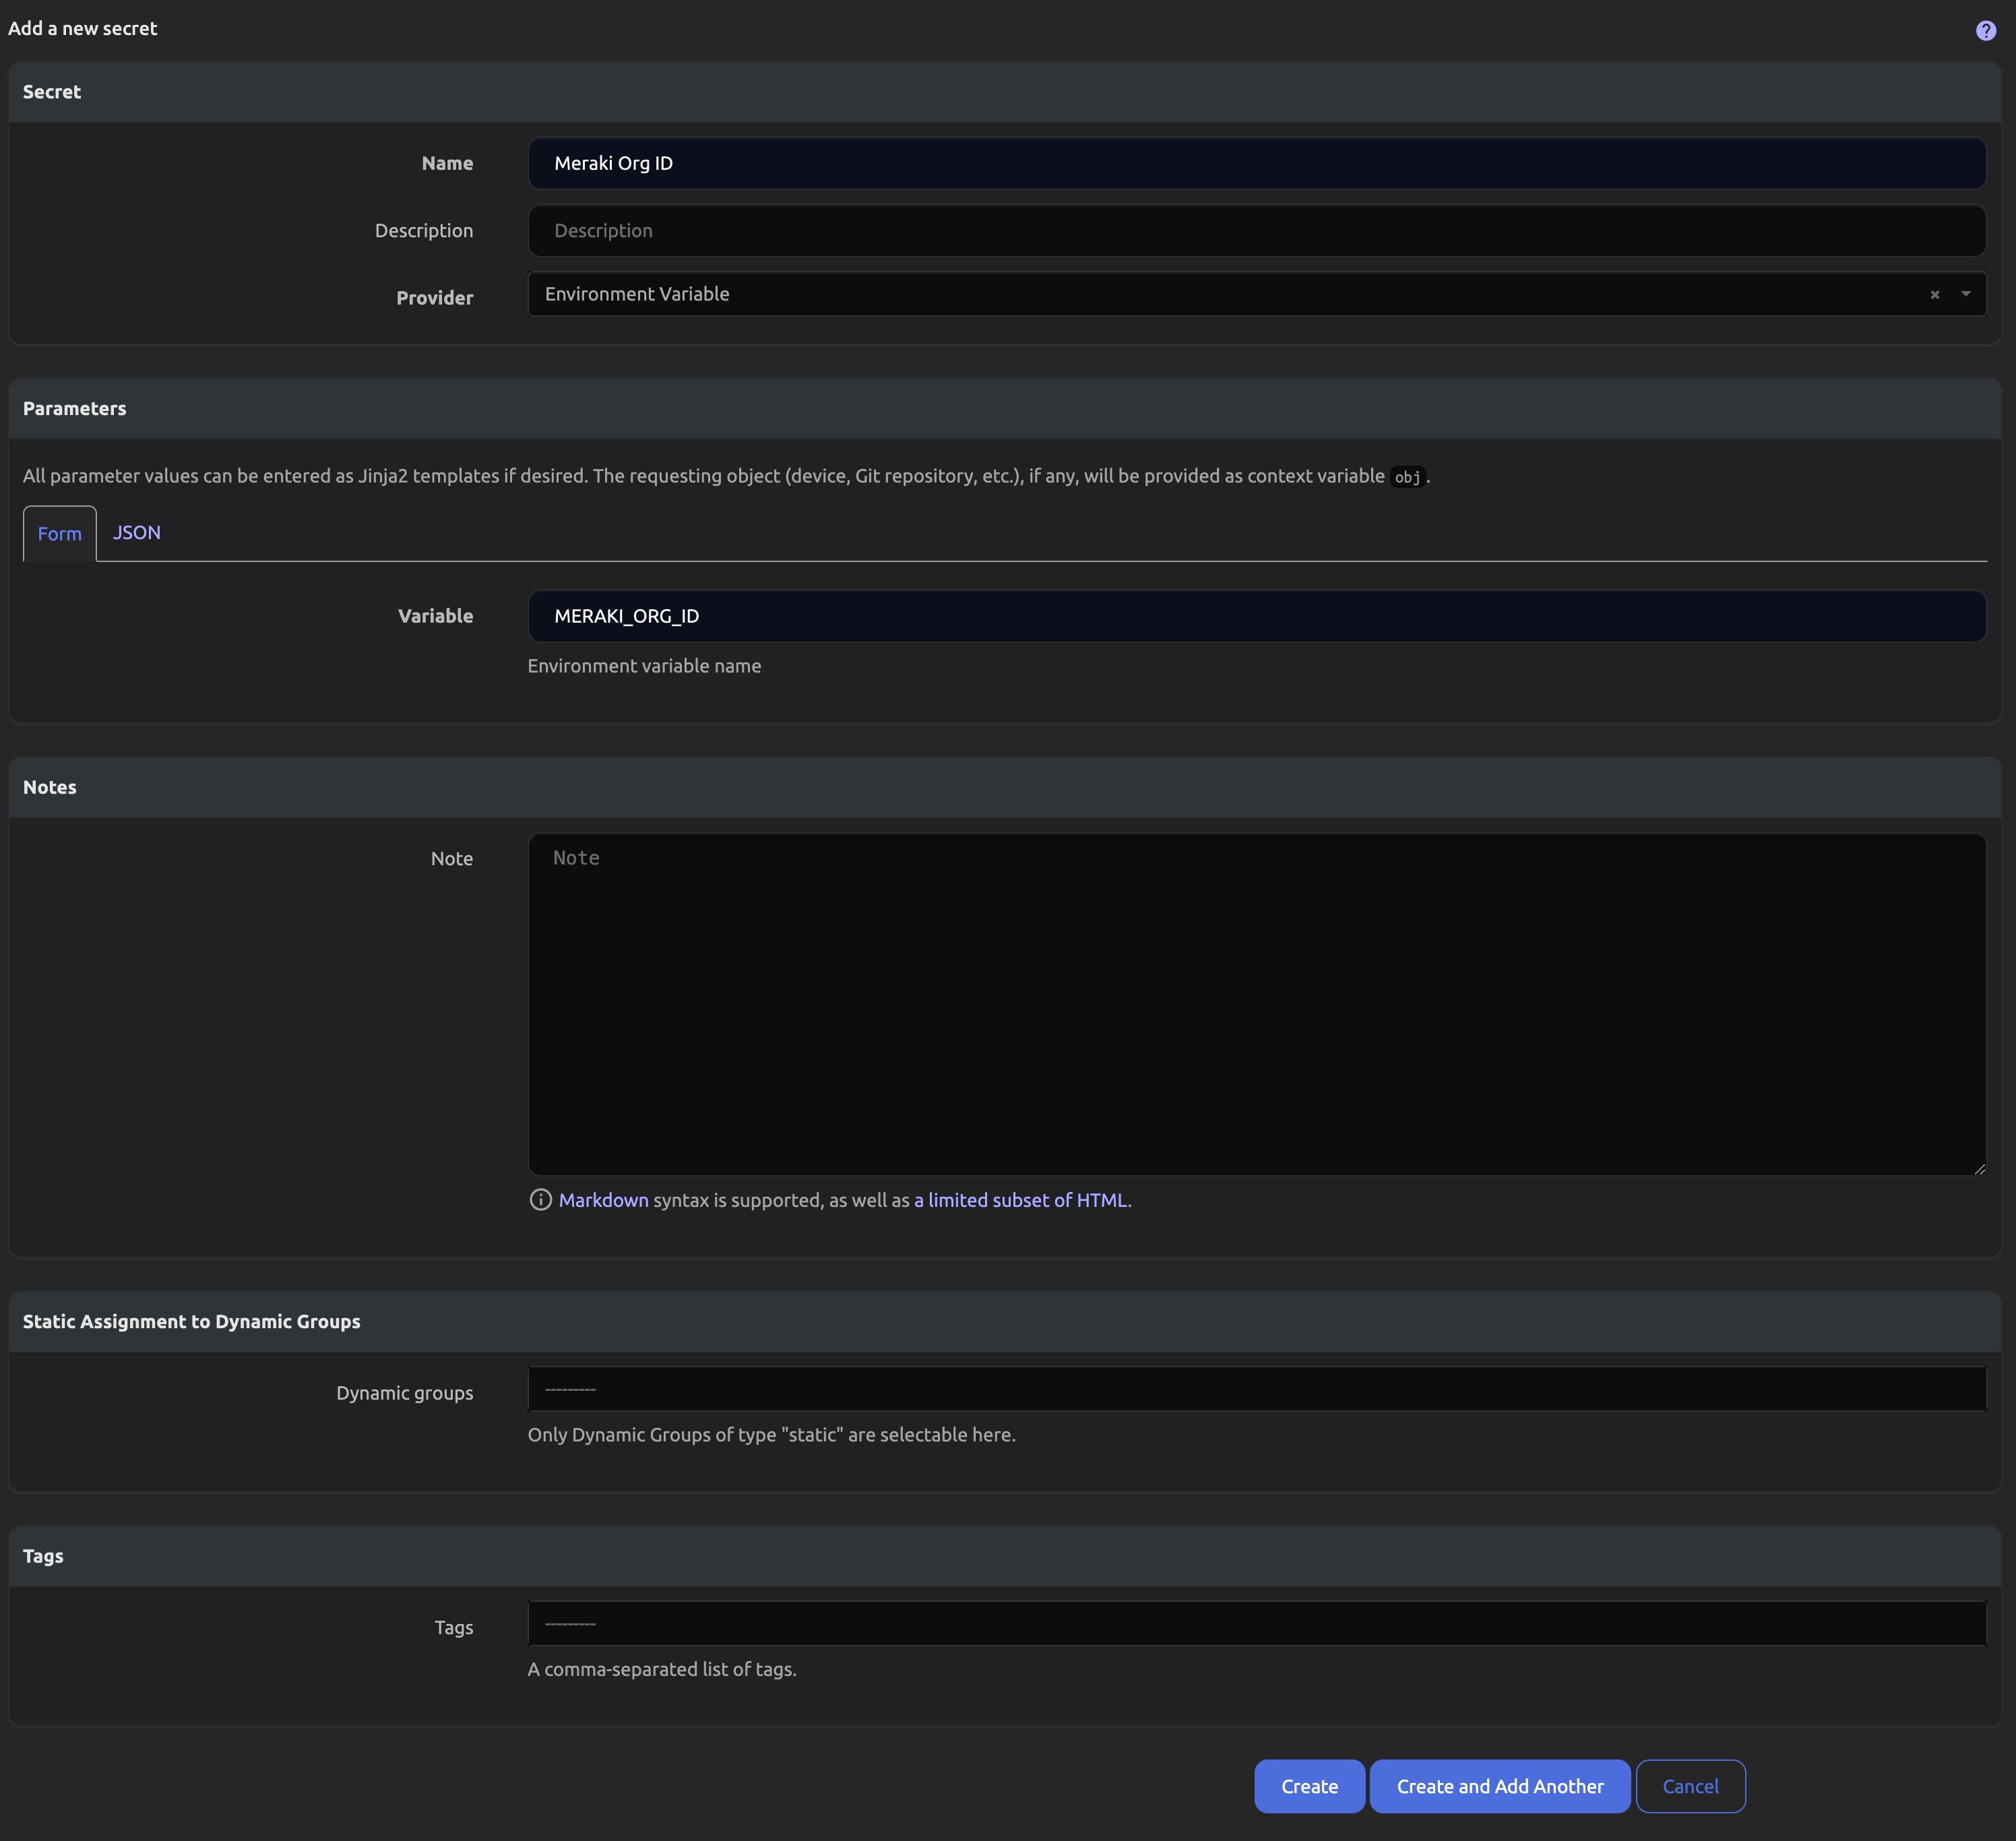 Add a new secret
?
Secret
Name
Meraki Org ID
Description
Description
Provider
Environment Variable
× 
Parameters
All parameter values can be entered as Jinja2 templates if desired. The requesting object (device, Git repository, etc.), if any, will be provided as context variable obj.
Form
JSON
Variable
MERAKI_ORG_ID
Environment variable name
Notes
Note
Note
Markdown syntax is supported, as well as a limited subset of HTML.
Static Assignment to Dynamic Groups
Dynamic groups
---------
Only Dynamic Groups of type "static" are selectable here.
Tags
Tags
---------
A comma-separated list of tags.
Create
Create and Add Another
Cancel